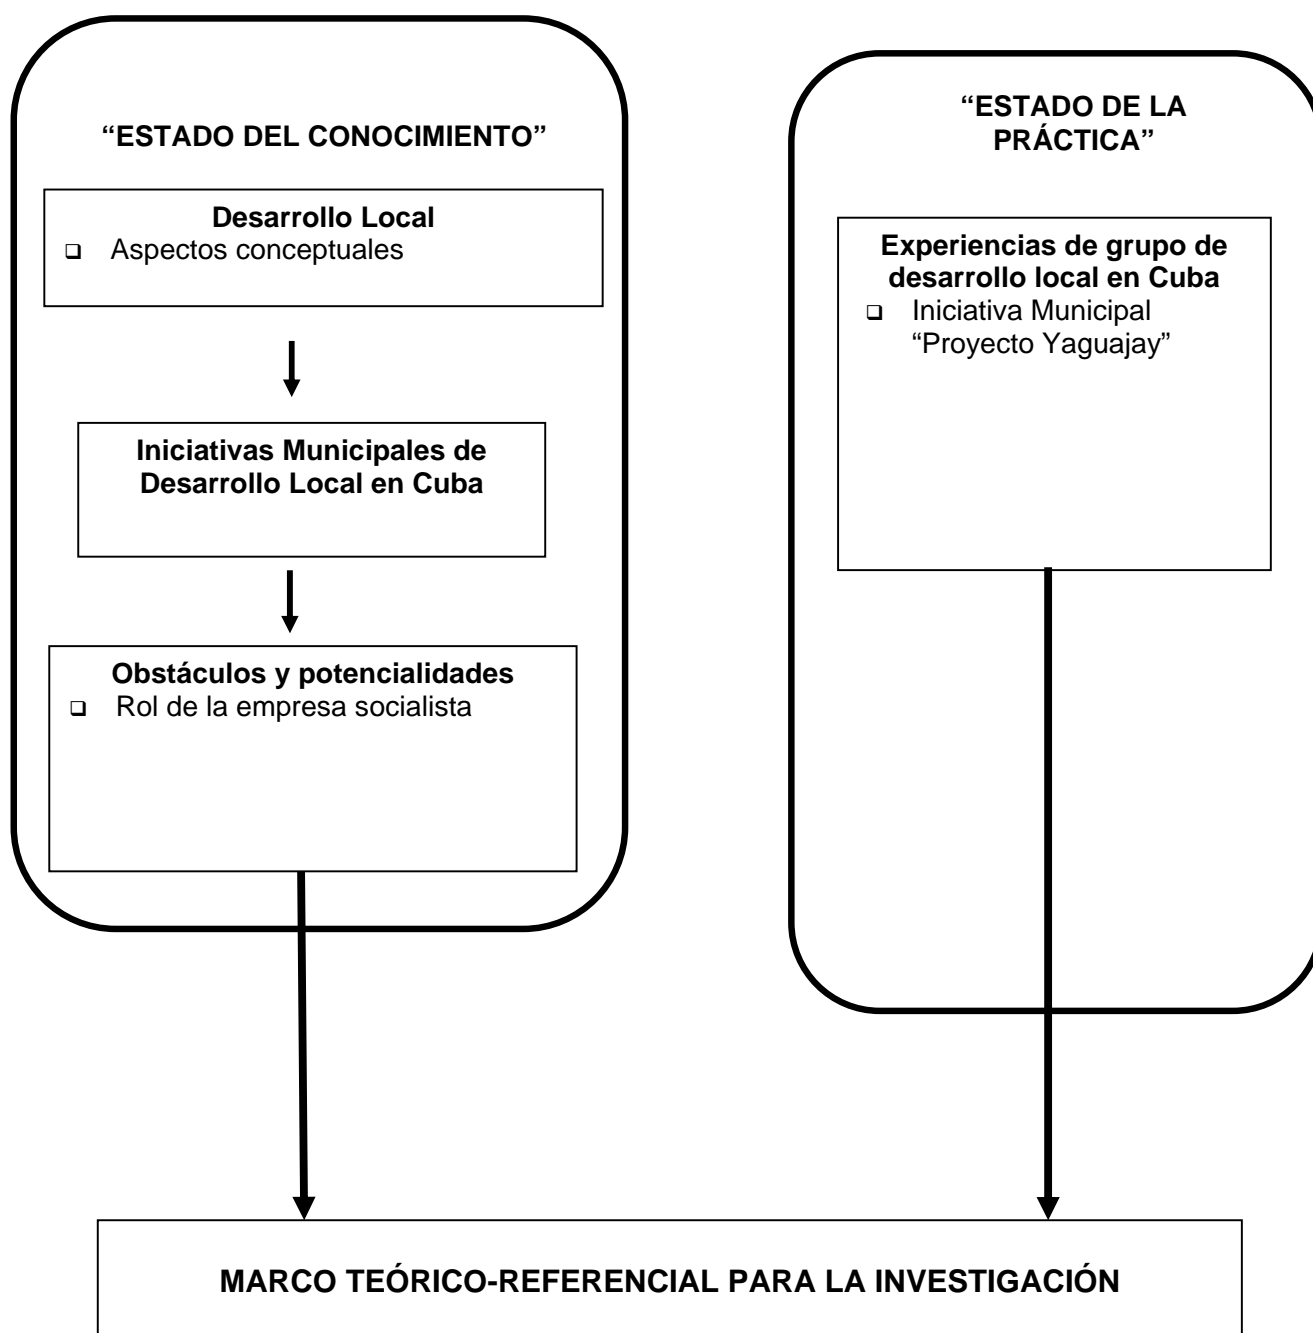 “ESTADO DEL CONOCIMIENTO”
Desarrollo Local
❑ Aspectos conceptuales
Iniciativas Municipales de
Desarrollo Local en Cuba
Obstáculos y potencialidades
❑ Rol de la empresa socialista
“ESTADO DE LA
PRÁCTICA”
Experiencias de grupo de
desarrollo local en Cuba
❑ Iniciativa Municipal
“Proyecto Yaguajay”
MARCO TEÓRICO-REFERENCIAL PARA LA INVESTIGACIÓN